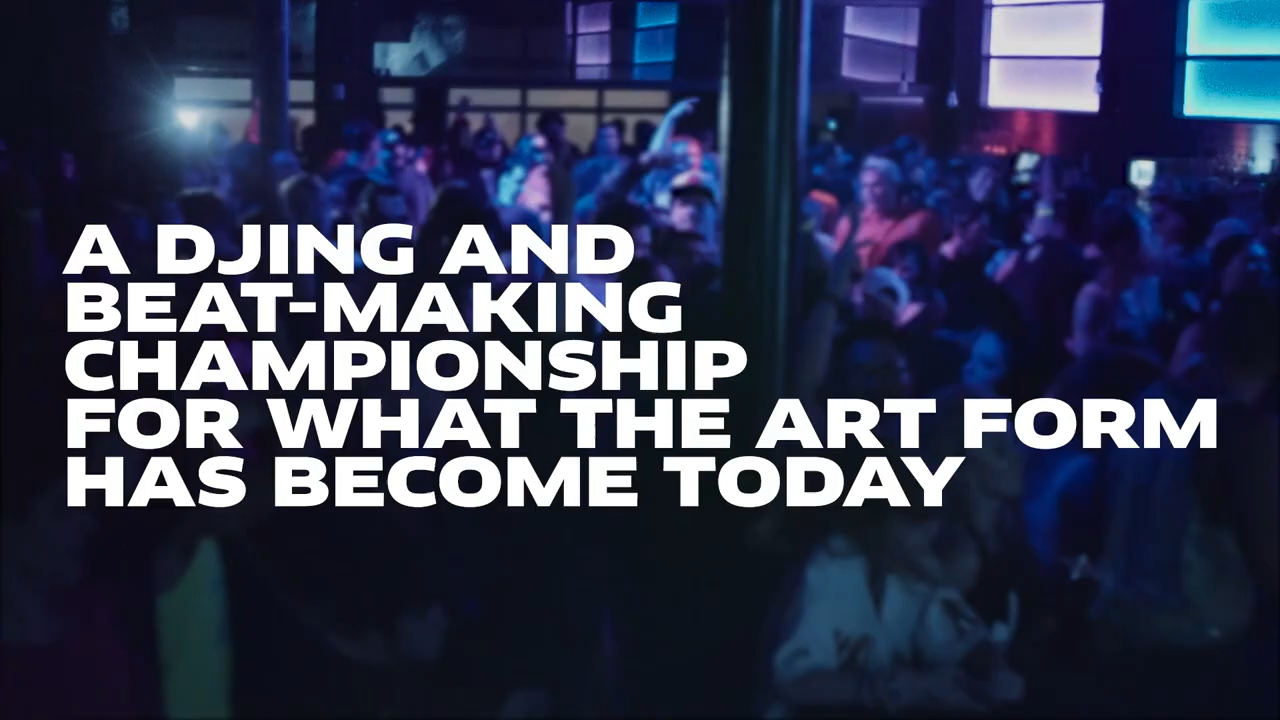 A DJING AND
BEAT-MAKING
CHAMPIONSHIP
FOR WHAT THE ART FORM
HAS BECOME TODAY